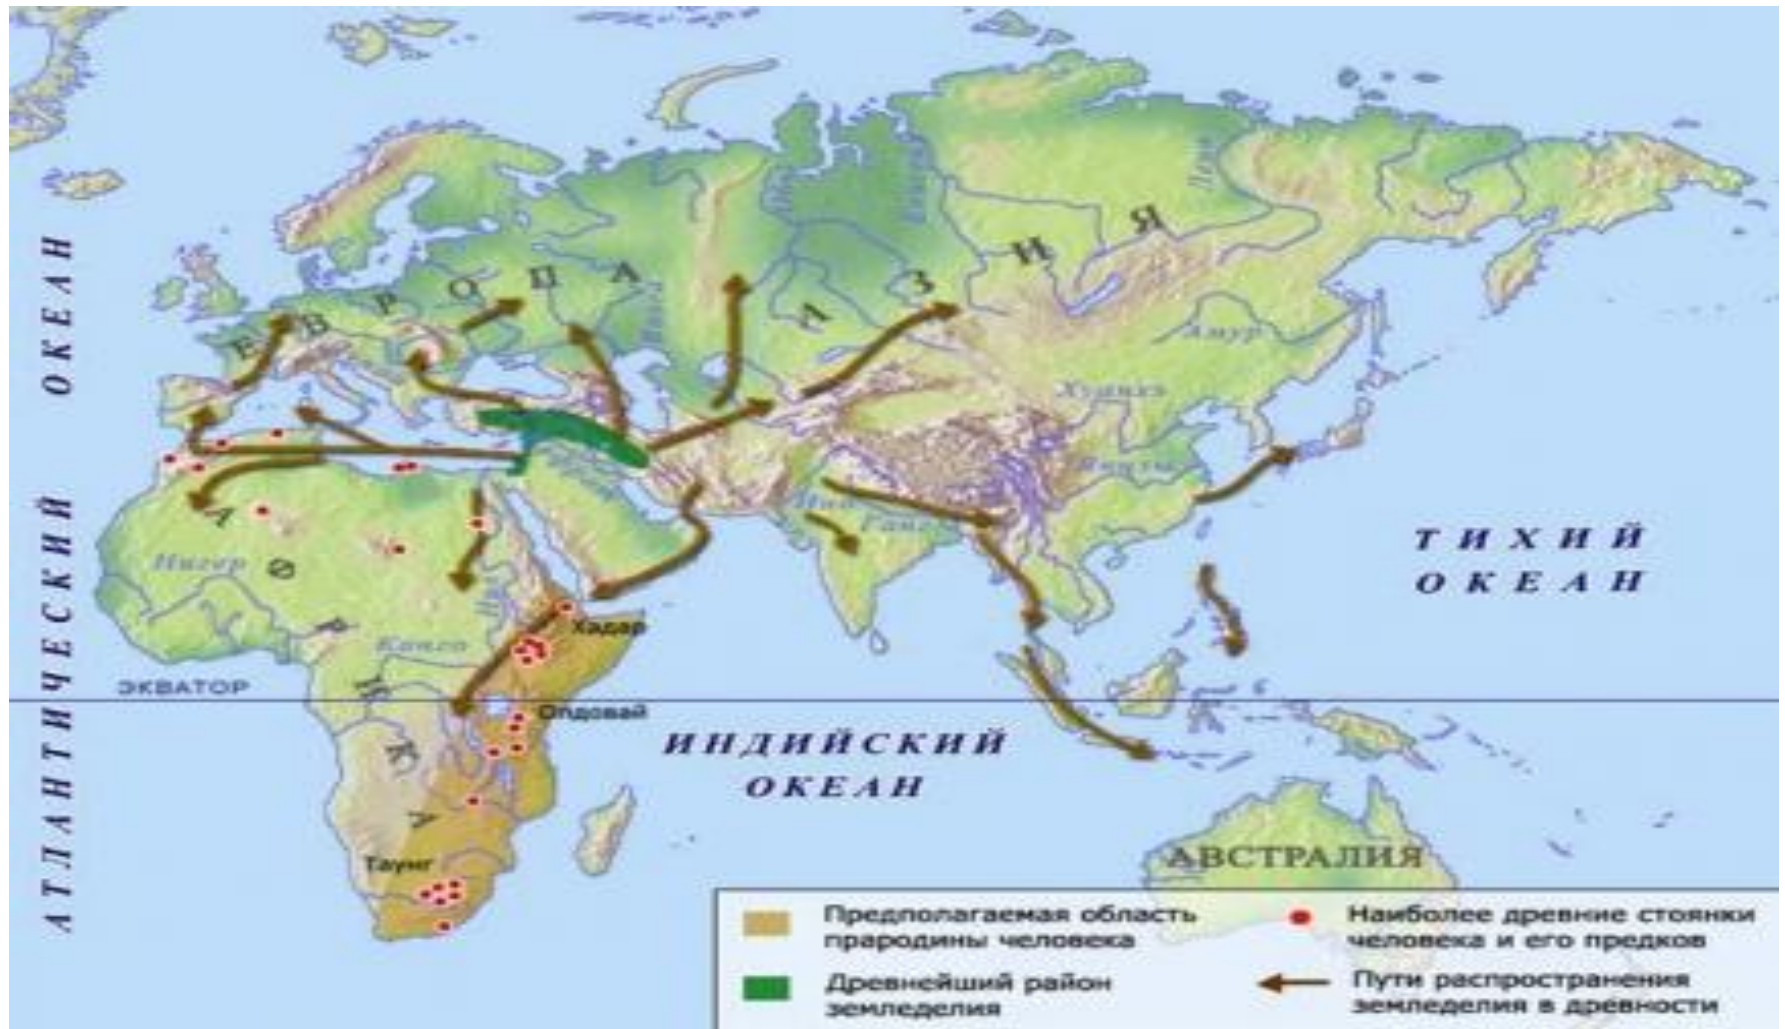 ЕВРОПА
АЗИЯ
Лена
Амур
Хуанхэ
Янцзы
Инд
Ганг
АТЛАНТИЧЕСКИЙ ОКЕАН
ТИХИЙ
ОКЕАН
АФРИКА
Нигер
Нил
Хадар
Конго
ЭКВАТОР
Олдовай
ИНДИЙСКИЙ
ОКЕАН
Таунг
АВСТРАЛИЯ
Предполагаемая область
прародины человека
Древнейший район
земледелия
Наиболее древние стоянки
человека и его предков
Пути распространения
земледелия в древности